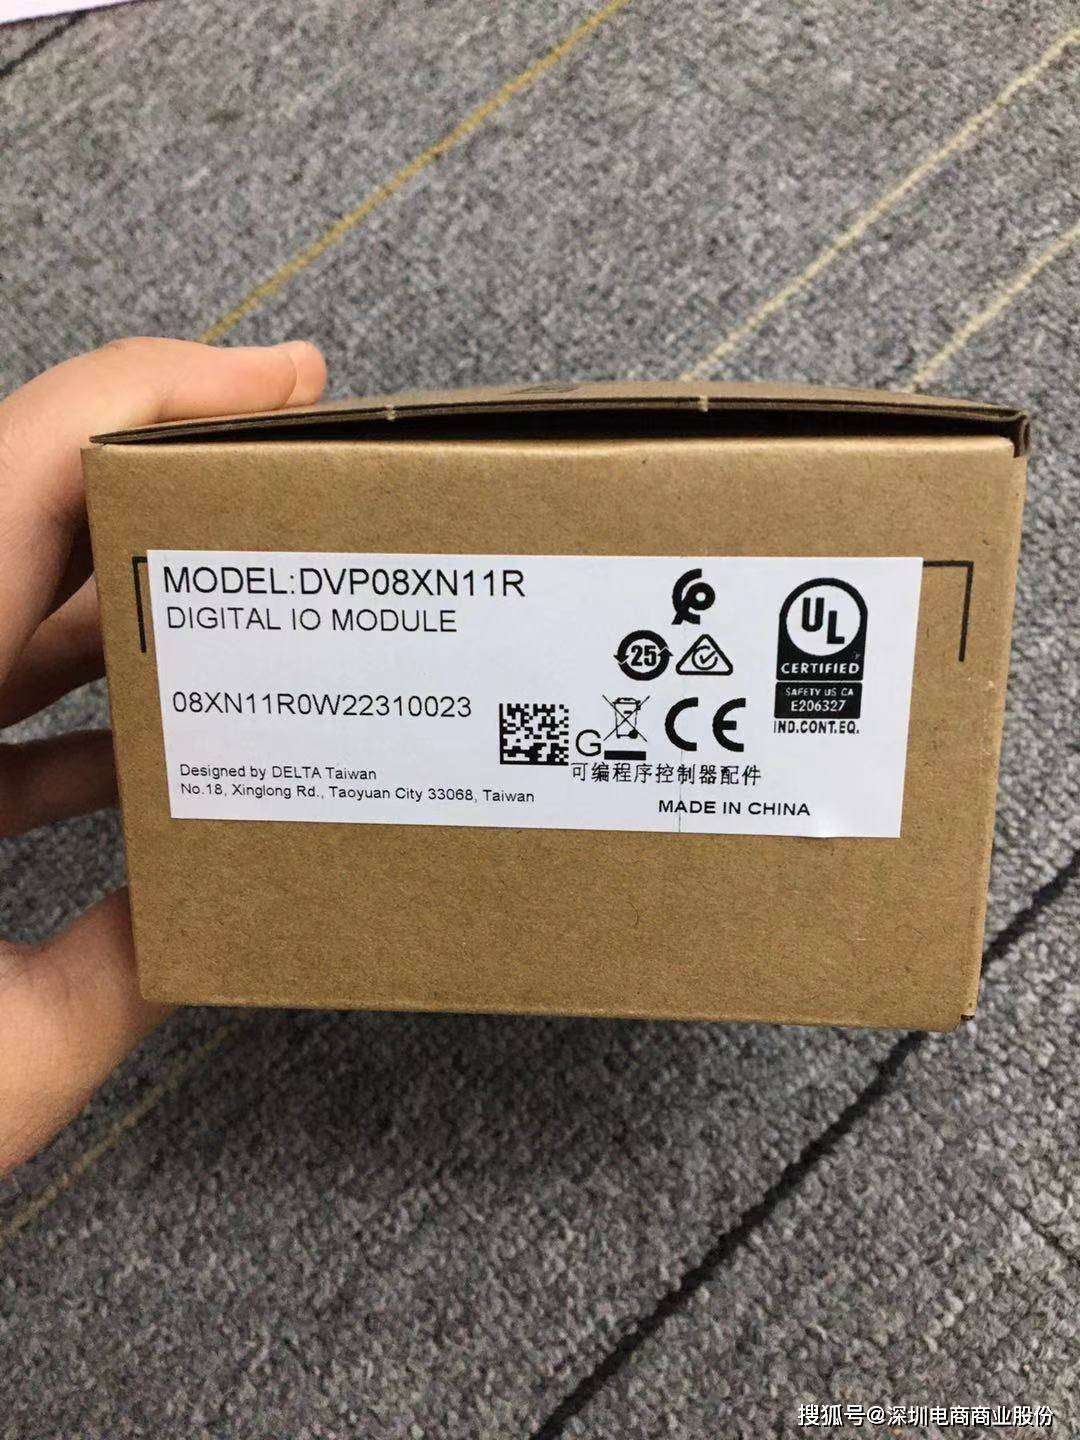 MODEL:DVP08XN11R
DIGITAL IO MODULE
25
UL
CERTIFIED
SAFETY US CA
E206327
IND.CONT.EQ.
08XN11R0W22310023
G
CE
可编程序控制器配件
Designed by DELTA Taiwan
No.18, Xinglong Rd., Taoyuan City 33068, Taiwan
MADE IN CHINA
搜狐号@深圳电商商业股份